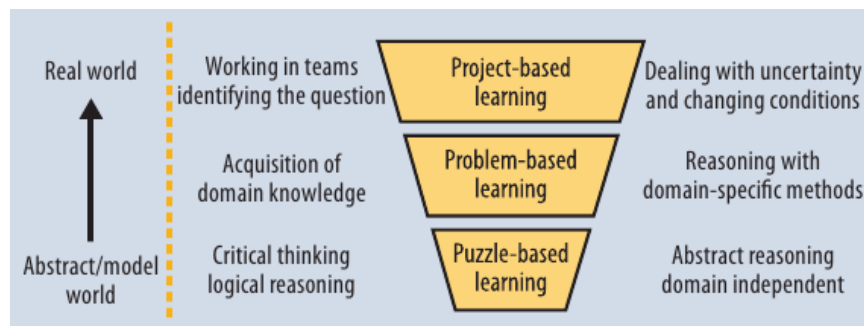 Real world
Working in teams
identifying the question
Project-based
learning
Dealing with uncertainty
and changing conditions
Acquisition of
domain knowledge
Problem-based
learning
Reasoning with
domain-specific methods
Abstract/model
world
Critical thinking
logical reasoning
Puzzle-based
learning
Abstract reasoning
domain independent